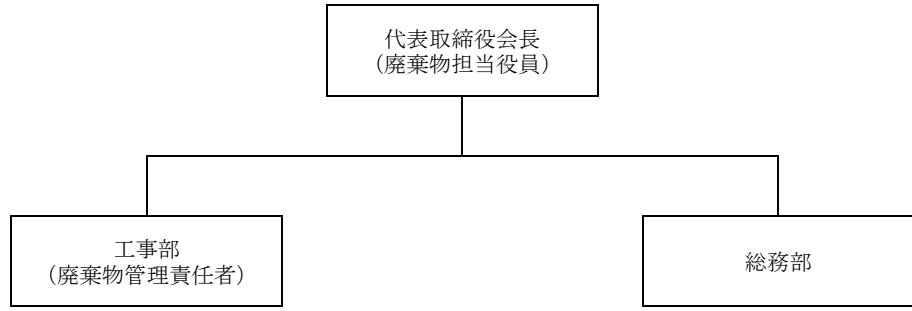 代表取締役会長
（廃棄物担当役員）
工事部
（廃棄物管理責任者）
総務部